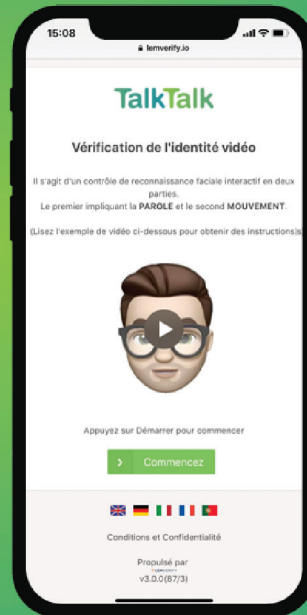 15:08
lemverify.io
TalkTalk
Vérification de l'identité vidéo
Il s'agit d'un contrôle de reconnaissance faciale interactif en deux
parties.
Le premier impliquant la PAROLE et le second MOUVEMENT.
(Lisez l'exemple de vidéo ci-dessous pour obtenir des instructions)s
Appuyez sur Démarrer pour commencer
Commencez
Conditions et Confidentialité
Propulsé par
v3.0.0(87/3)